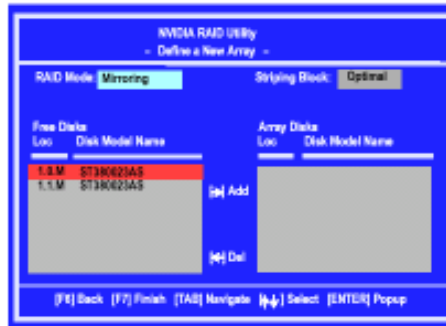 NVIDIA RAID Utility
- Define a New Array -
RAID Mode: Mirroring Striping Block: Optimal
Free Disks Array Disks
Loc Disk Model Name Loc Disk Model Name
1.0.M ST380023AS
1.1.M ST380023AS
[→] Add
[←] Del
[F6] Back [F7] Finish [TAB] Navigate [↑↓] Select [ENTER] Popup